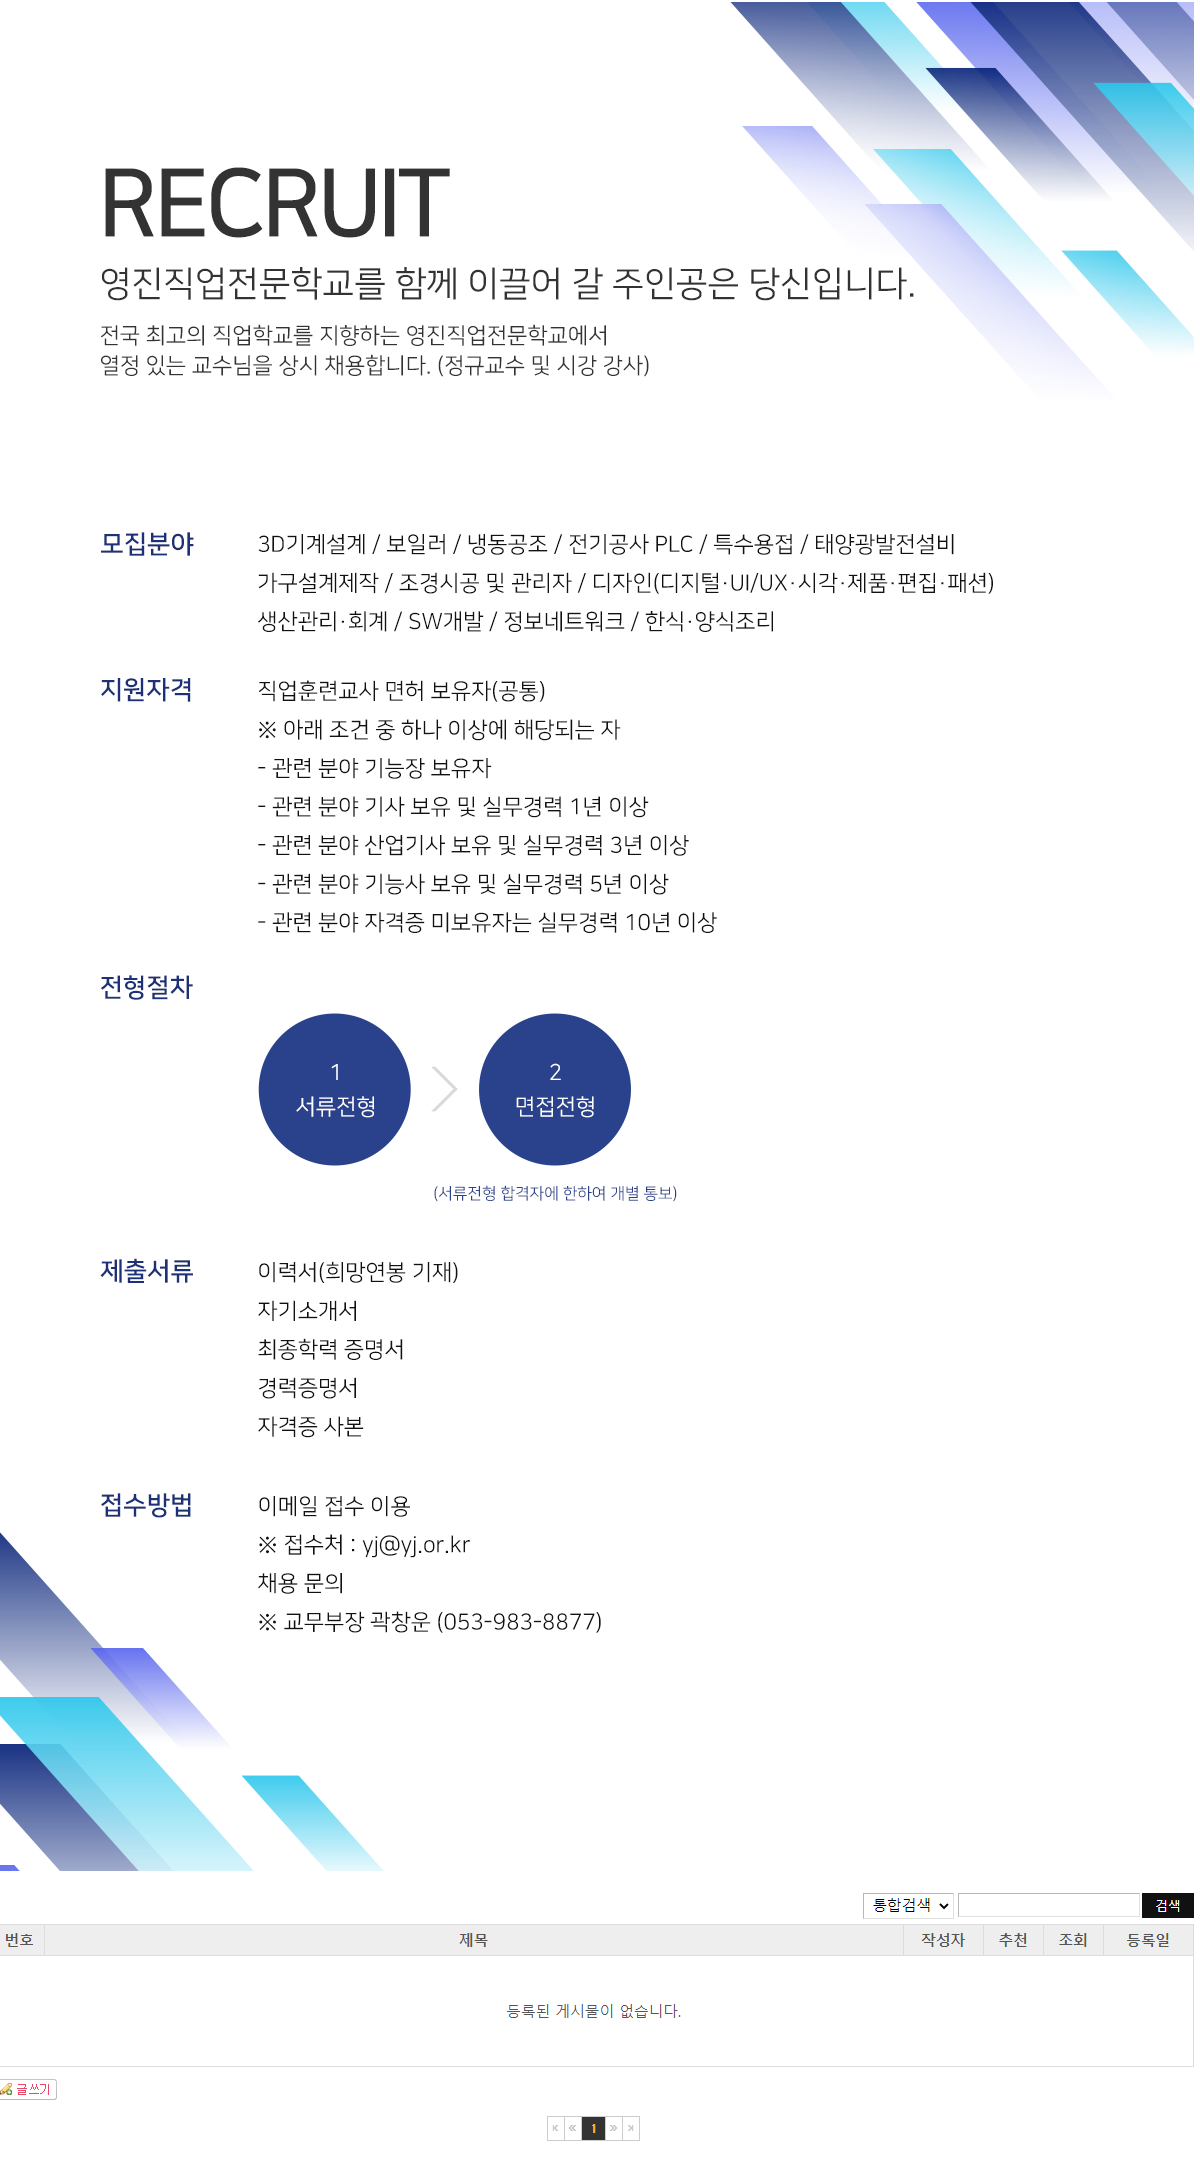 RECRUIT
영진직업전문학교를 함께 이끌어 갈 주인공은 당신입니다.
전국 최고의 직업학교를 지향하는 영진직업전문학교에서
열정 있는 교수님을 상시 채용합니다. (정규교수 및 시강 강사)
모집분야
3D기계설계 / 보일러 / 냉동공조 / 전기공사 PLC / 특수용접 / 태양광발전설비
가구설계제작 / 조경시공 및 관리자 / 디자인(디지털·UI/UX·시각·제품·편집·패션)
생산관리·회계 / SW개발 / 정보네트워크 / 한식·양식조리
지원자격
직업훈련교사 면허 보유자(공통)
※ 아래 조건 중 하나 이상에 해당되는 자
- 관련 분야 기능장 보유자
- 관련 분야 기사 보유 및 실무경력 1년 이상
- 관련 분야 산업기사 보유 및 실무경력 3년 이상
- 관련 분야 기능사 보유 및 실무경력 5년 이상
- 관련 분야 자격증 미보유자는 실무경력 10년 이상
전형절차
1
서류전형
2
면접전형
(서류전형 합격자에 한하여 개별 통보)
제출서류
이력서(희망연봉 기재)
자기소개서
최종학력 증명서
경력증명서
자격증 사본
접수방법
이메일 접수 이용
※ 접수처 : yj@yj.or.kr
채용 문의
※ 교무부장 곽창운 (053-983-8877)
통합검색 검색
번호 제목 작성자 추천 조회 등록일
등록된 게시물이 없습니다.
글쓰기
1